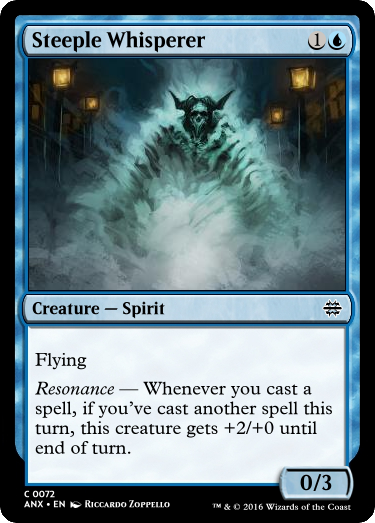 Steeple Whisperer 1
Creature — Spirit
Flying
Resonance — Whenever you cast a
spell, if you've cast another spell this
turn, this creature gets +2/+0 until
end of turn.
0/3
C 0072
ANX • EN Riccardo Zoppello
™ & © 2016 Wizards of the Coast